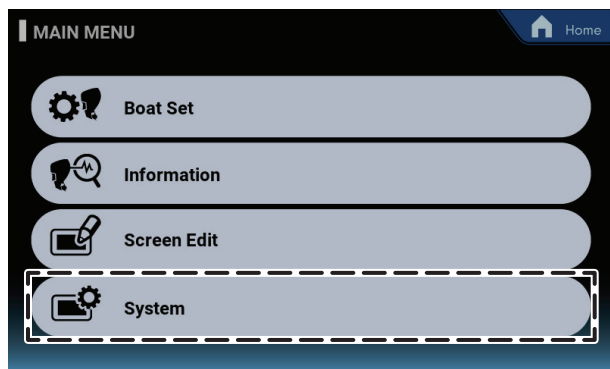 MAIN MENU
Home
Boat Set
Information
Screen Edit
System